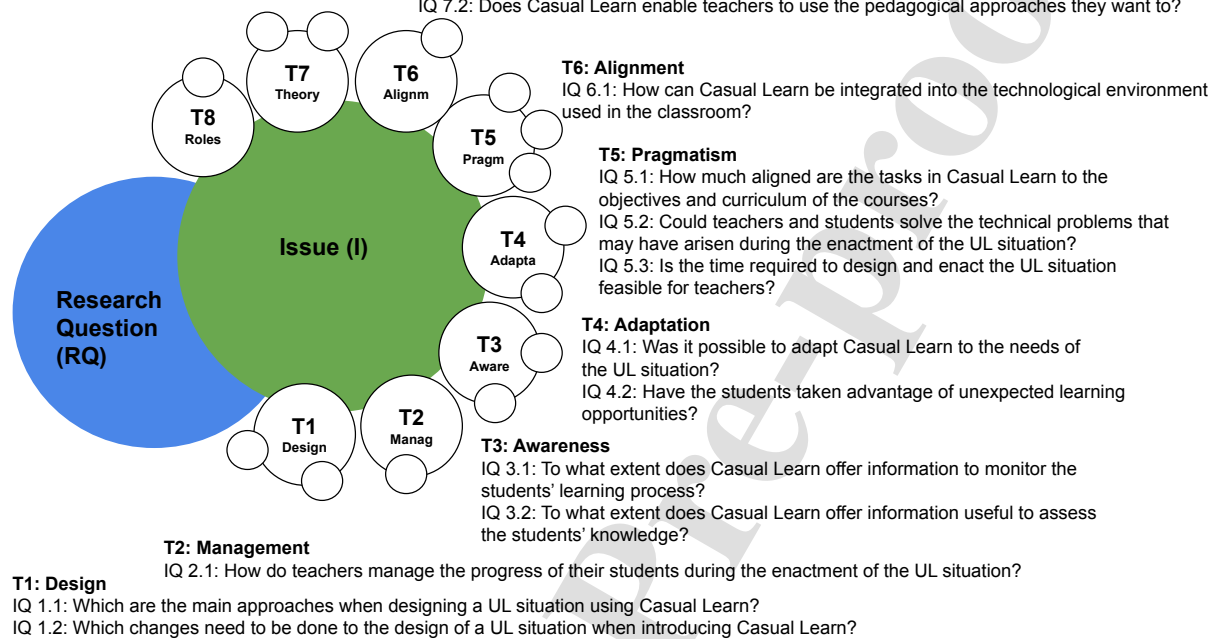 IQ 7.2: Does Casual Learn enable teachers to use the pedagogical approaches they want to?
T7
Theory
T6
Alignm
T8
Roles
T5
Pragm
T4
Adapta
T3
Aware
T2
Manag
T1
Design
Issue (I)
Research
Question
(RQ)
T6: Alignment
IQ 6.1: How can Casual Learn be integrated into the technological environment
used in the classroom?
T5: Pragmatism
IQ 5.1: How much aligned are the tasks in Casual Learn to the
objectives and curriculum of the courses?
IQ 5.2: Could teachers and students solve the technical problems that
may have arisen during the enactment of the UL situation?
IQ 5.3: Is the time required to design and enact the UL situation
feasible for teachers?
T4: Adaptation
IQ 4.1: Was it possible to adapt Casual Learn to the needs of
the UL situation?
IQ 4.2: Have the students taken advantage of unexpected learning
opportunities?
T3: Awareness
IQ 3.1: To what extent does Casual Learn offer information to monitor the
students' learning process?
IQ 3.2: To what extent does Casual Learn offer information useful to assess
the students' knowledge?
T2: Management
IQ 2.1: How do teachers manage the progress of their students during the enactment of the UL situation?
T1: Design
IQ 1.1: Which are the main approaches when designing a UL situation using Casual Learn?
IQ 1.2: Which changes need to be done to the design of a UL situation when introducing Casual Learn?
Pre-proo